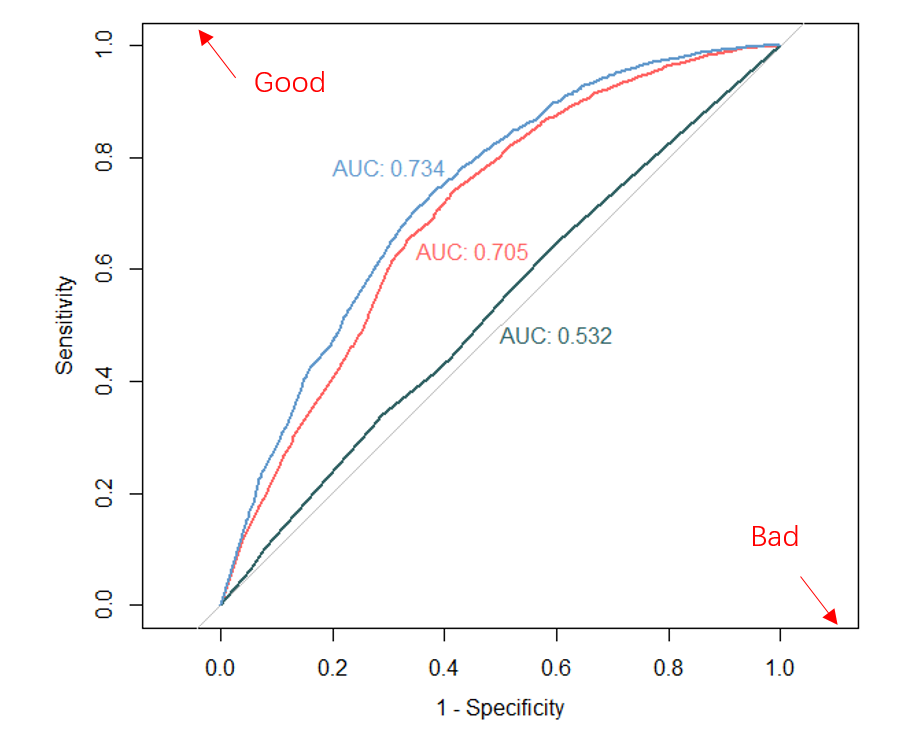 Good
AUC: 0.734
AUC: 0.705
AUC: 0.532
Bad
Sensitivity
1.0
0.8
0.6
0.4
0.2
0.0
0.0 0.2 0.4 0.6 0.8 1.0
1 - Specificity